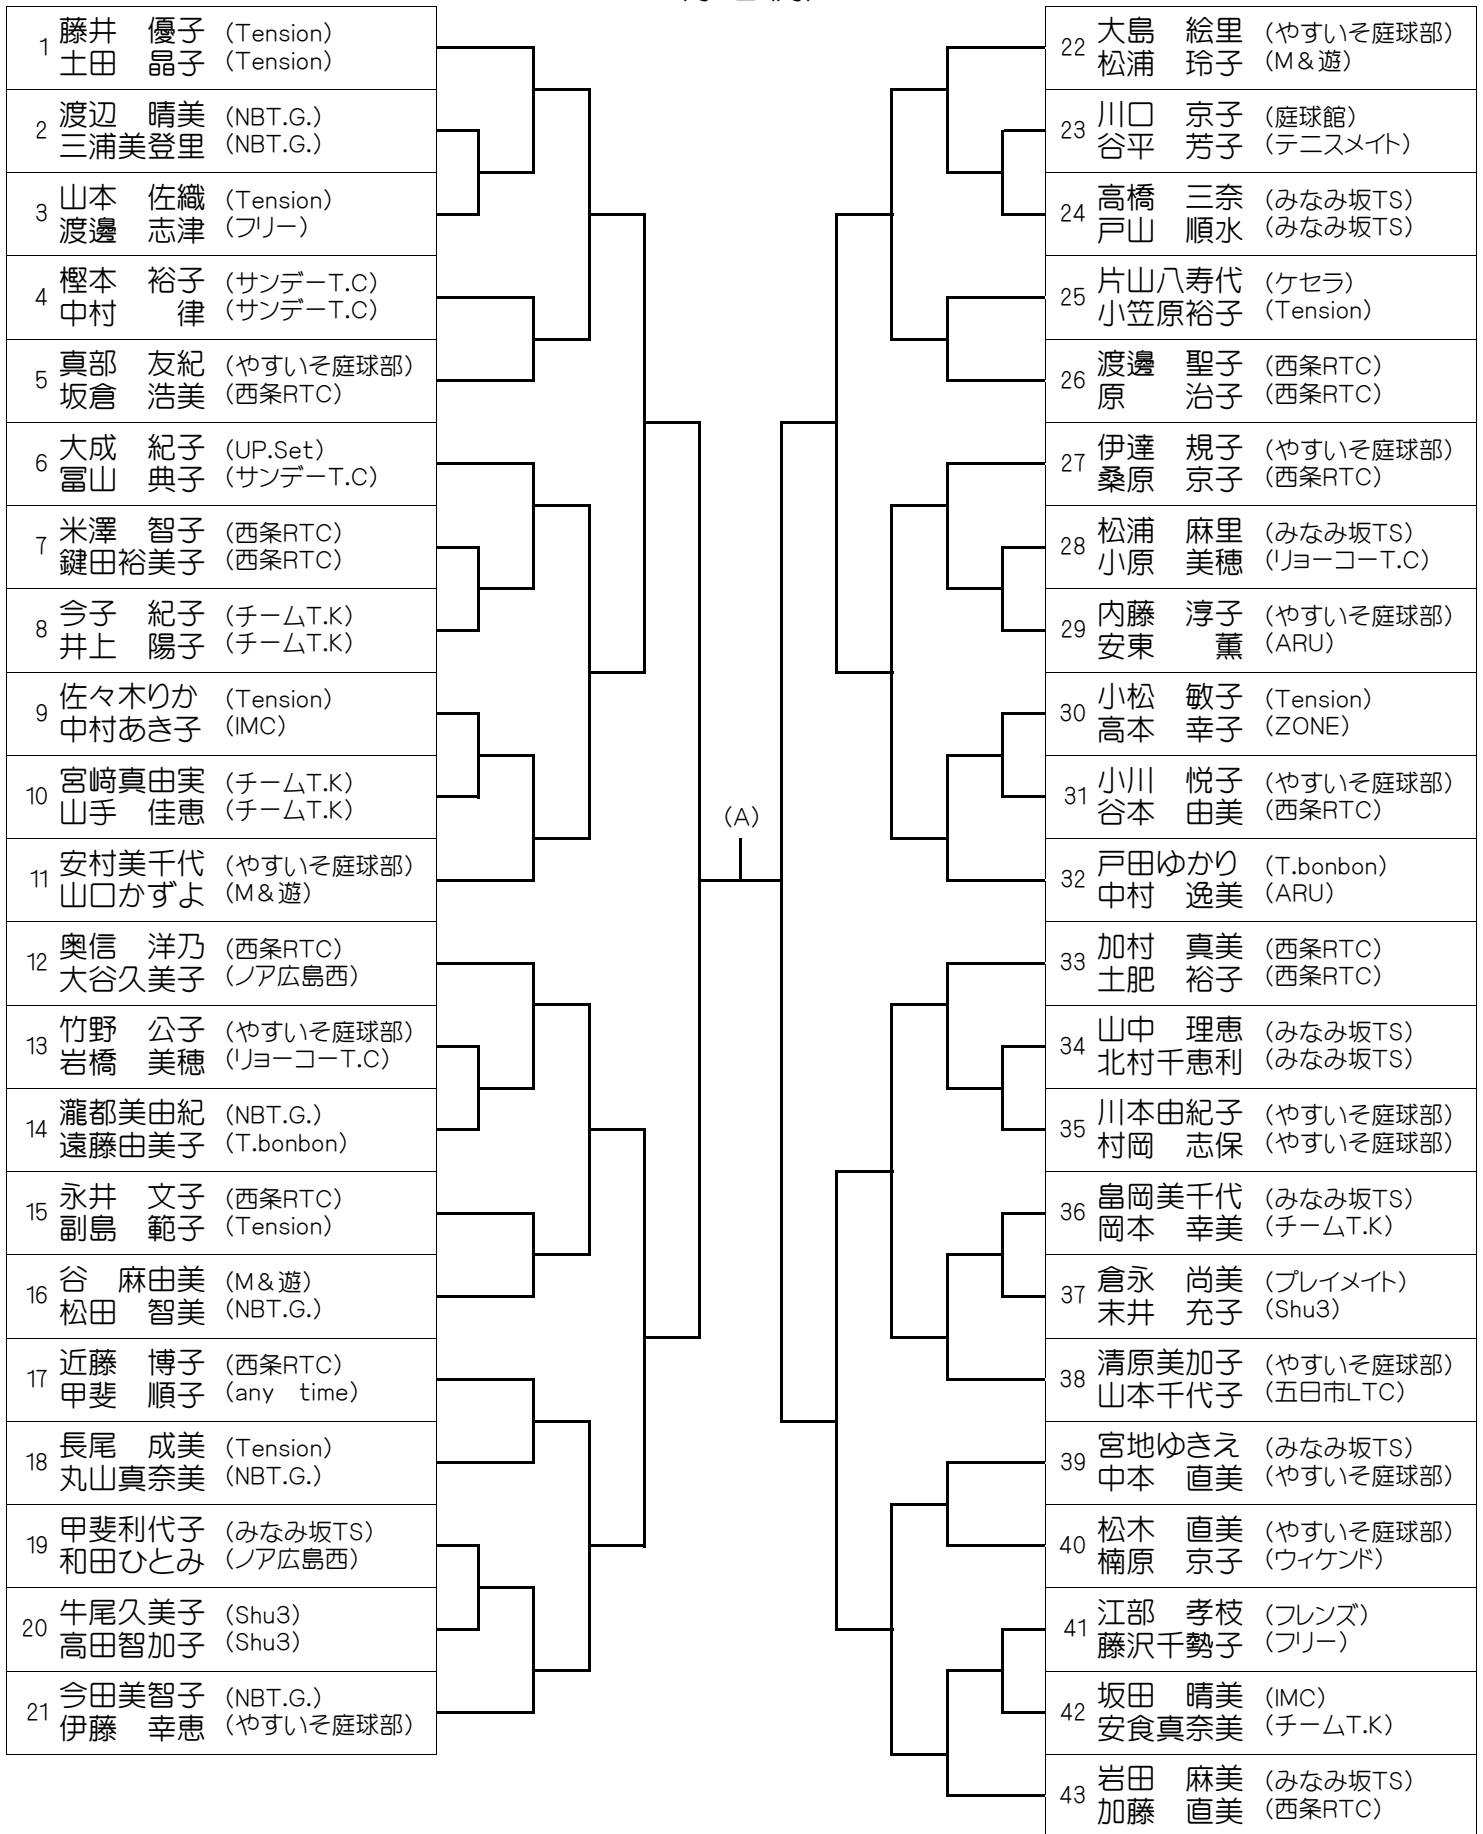 1 藤井　優子 (Tension)
土田　晶子 (Tension)
2 渡辺　晴美 (NBT.G.)
三浦美登里 (NBT.G.)
3 山本　佐織 (Tension)
渡邊　志津 (フリー)
4 樫本　裕子 (サンデーT.C)
中村　　律 (サンデーT.C)
5 真部　友紀 (やすいそ庭球部)
坂倉　浩美 (西条RTC)
6 大成　紀子 (UP.Set)
冨山　典子 (サンデーT.C)
7 米澤　智子 (西条RTC)
鍵田裕美子 (西条RTC)
8 今子　紀子 (チームT.K)
井上　陽子 (チームT.K)
9 佐々木りか (Tension)
中村あき子 (IMC)
10 宮﨑真由実 (チームT.K)
山手　佳恵 (チームT.K)
11 安村美千代 (やすいそ庭球部)
山口かずよ (M&遊)
12 奥信　洋乃 (西条RTC)
大谷久美子 (ノア広島西)
13 竹野　公子 (やすいそ庭球部)
岩橋　美穂 (リョーコーT.C)
14 瀧都美由紀 (NBT.G.)
遠藤由美子 (T.bonbon)
15 永井　文子 (西条RTC)
副島　範子 (Tension)
16 谷　麻由美 (M&遊)
松田　智美 (NBT.G.)
17 近藤　博子 (西条RTC)
甲斐　順子 (any　time)
18 長尾　成美 (Tension)
丸山真奈美 (NBT.G.)
19 甲斐利代子 (みなみ坂TS)
和田ひとみ (ノア広島西)
20 牛尾久美子 (Shu3)
高田智加子 (Shu3)
21 今田美智子 (NBT.G.)
伊藤　幸恵 (やすいそ庭球部)
(A)
22 大島　絵里 (やすいそ庭球部)
松浦　玲子 (M&遊)
23 川口　京子 (庭球館)
谷平　芳子 (テニスメイト)
24 高橋　三奈 (みなみ坂TS)
戸山　順水 (みなみ坂TS)
25 片山八寿代 (ケセラ)
小笠原裕子 (Tension)
26 渡邊　聖子 (西条RTC)
原　　治子 (西条RTC)
27 伊達　規子 (やすいそ庭球部)
桑原　京子 (西条RTC)
28 松浦　麻里 (みなみ坂TS)
小原　美穂 (リョーコーT.C)
29 内藤　淳子 (やすいそ庭球部)
安東　　薫 (ARU)
30 小松　敏子 (Tension)
高本　幸子 (ZONE)
31 小川　悦子 (やすいそ庭球部)
谷本　由美 (西条RTC)
32 戸田ゆかり (T.bonbon)
中村　逸美 (ARU)
33 加村　真美 (西条RTC)
土肥　裕子 (西条RTC)
34 山中　理恵 (みなみ坂TS)
北村千恵利 (みなみ坂TS)
35 川本由紀子 (やすいそ庭球部)
村岡　志保 (やすいそ庭球部)
36 畠岡美千代 (みなみ坂TS)
岡本　幸美 (チームT.K)
37 倉永　尚美 (プレイメイト)
末井　充子 (Shu3)
38 清原美加子 (やすいそ庭球部)
山本千代子 (五日市LTC)
39 宮地ゆきえ (みなみ坂TS)
中本　直美 (やすいそ庭球部)
40 松木　直美 (やすいそ庭球部)
楠原　京子 (ウィケンド)
41 江部　孝枝 (フレンズ)
藤沢千勢子 (フリー)
42 坂田　晴美 (IMC)
安食真奈美 (チームT.K)
43 岩田　麻美 (みなみ坂TS)
加藤　直美 (西条RTC)